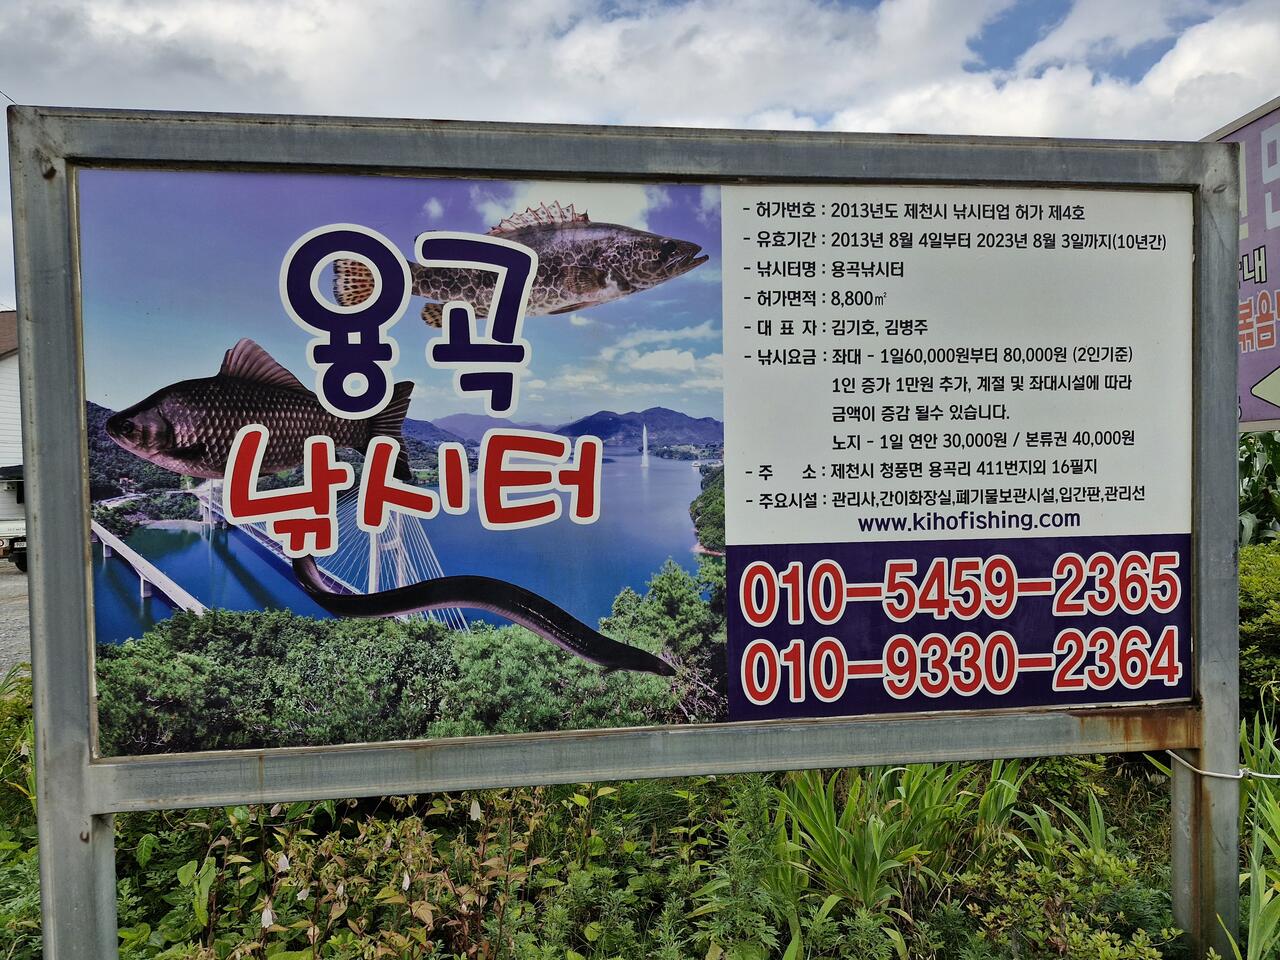 용곡
낚시터
- 허가번호 : 2013년도 제천시 낚시터업 허가 제4호
- 유효기간 : 2013년 8월 4일부터 2023년 8월 3일까지(10년간)
- 낚시터명 : 용곡낚시터
- 허가면적 : 8,800㎡
- 대 표 자 : 김기호, 김병주
- 낚시요금 : 좌대 - 1일60,000원부터 80,000원 (2인기준)
1인 증가 1만원 추가, 계절 및 좌대시설에 따라
금액이 증감 될수 있습니다.
노지 - 1일 연안 30,000원 / 본류권 40,000원
- 주 소 : 제천시 청풍면 용곡리 411번지외 16필지
- 주요시설 : 관리사,간이화장실,폐기물보관시설,입간판,관리선
www.kihofishing.com
010-5459-2365
010-9330-2364